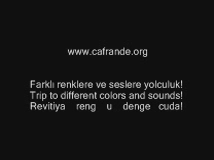 www.cafrande.org
Farklı renklere ve seslere yolculuk!
Trip to different colors and sounds!
Revitiya reng u denge cuda!